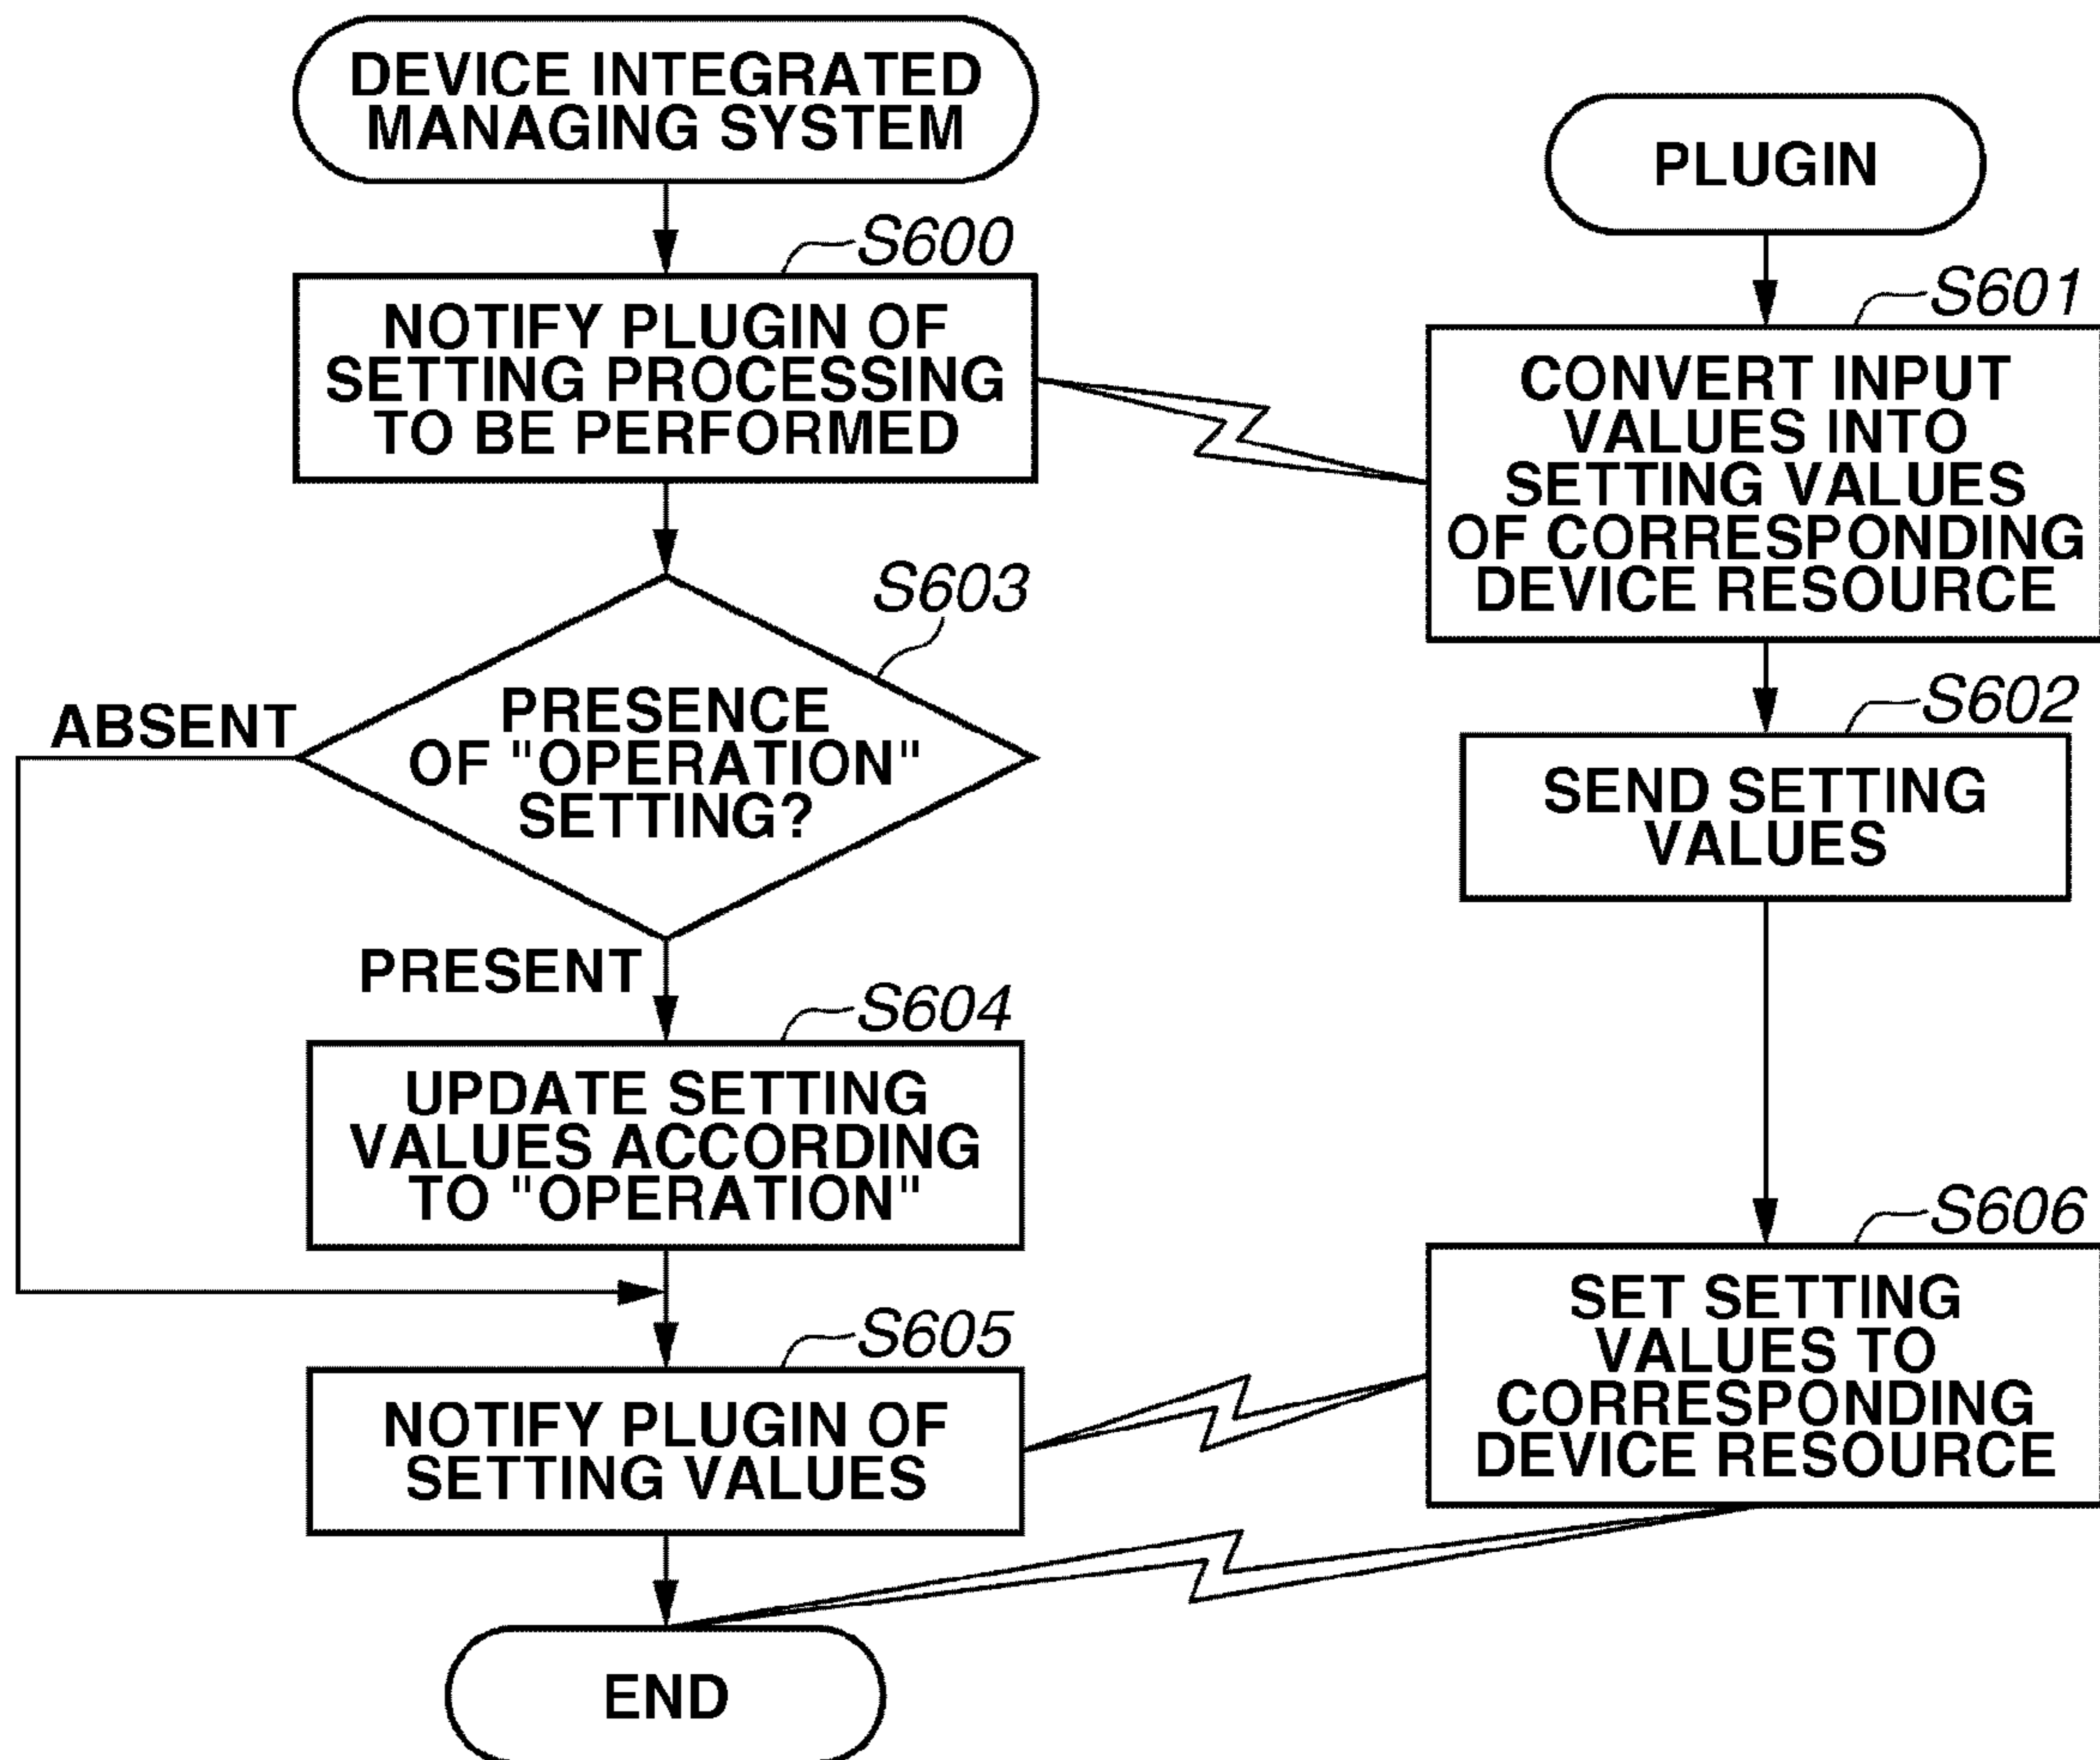 DEVICE INTEGRATED
MANAGING SYSTEM
S600
NOTIFY PLUGIN OF
SETTING PROCESSING
TO BE PERFORMED
S603
PRESENCE
OF "OPERATION"
SETTING?
ABSENT
PRESENT
S604
UPDATE SETTING
VALUES ACCORDING
TO "OPERATION"
S605
NOTIFY PLUGIN OF
SETTING VALUES
END
PLUGIN
S601
CONVERT INPUT
VALUES INTO
SETTING VALUES
OF CORRESPONDING
DEVICE RESOURCE
S602
SEND SETTING
VALUES
S606
SET SETTING
VALUES TO
CORRESPONDING
DEVICE RESOURCE